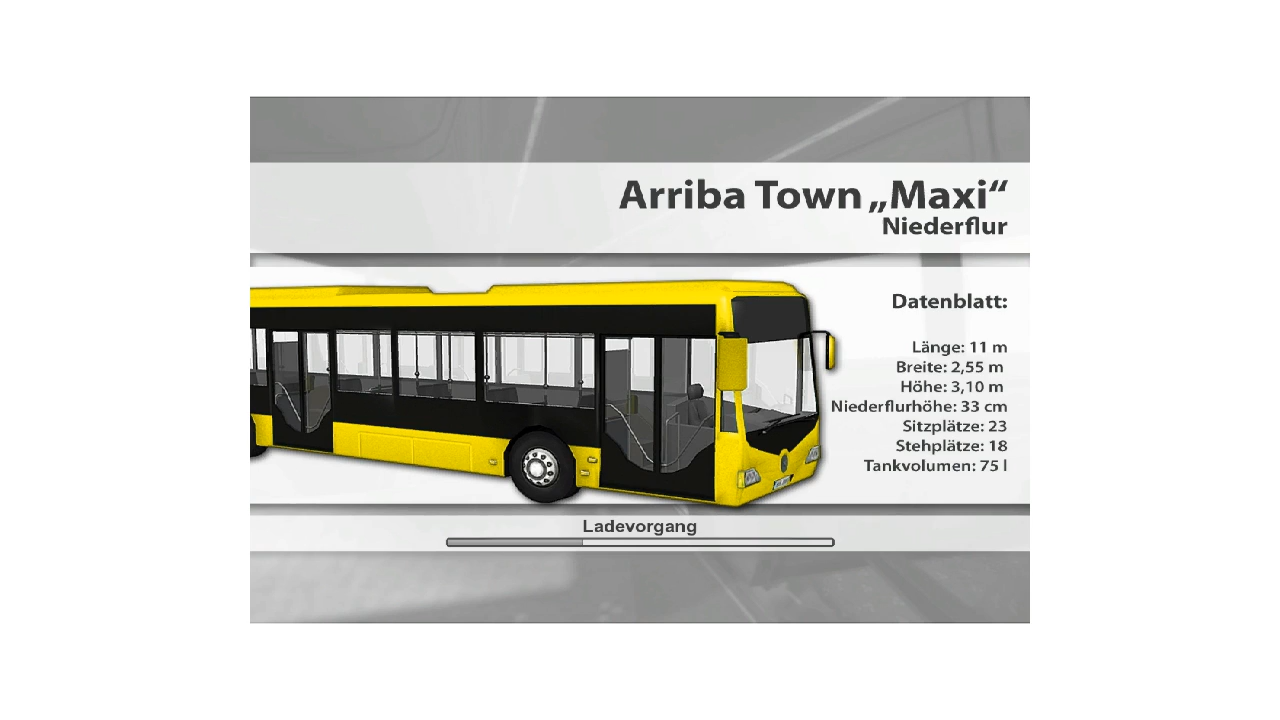 Arriba Town „Maxi“
Niederflur
Datenblatt:
Länge: 11 m
Breite: 2,55 m
Höhe: 3,10 m
Niederflurhöhe: 33 cm
Sitzplätze: 23
Stehplätze: 18
Tankvolumen: 75 l
Ladevorgang